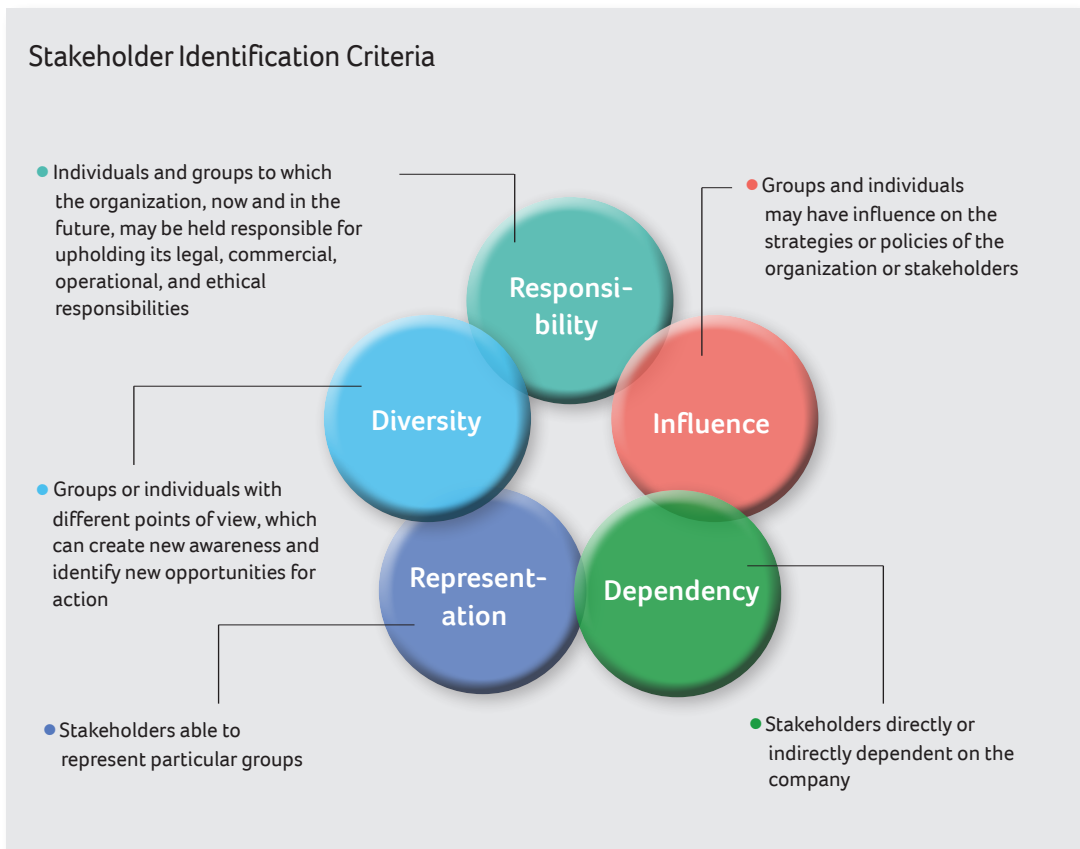 Stakeholder Identification Criteria
Individuals and groups to which
the organization, now and in the
future, may be held responsible for
upholding its legal, commercial,
operational, and ethical
responsibilities
Groups and individuals
may have influence on the
strategies or policies of the
organization or stakeholders
Responsi-
bility
Diversity
Influence
Groups or individuals with
different points of view, which
can create new awareness and
identify new opportunities for
action
Represent-
ation
Dependency
Stakeholders able to
represent particular groups
Stakeholders directly or
indirectly dependent on the
company